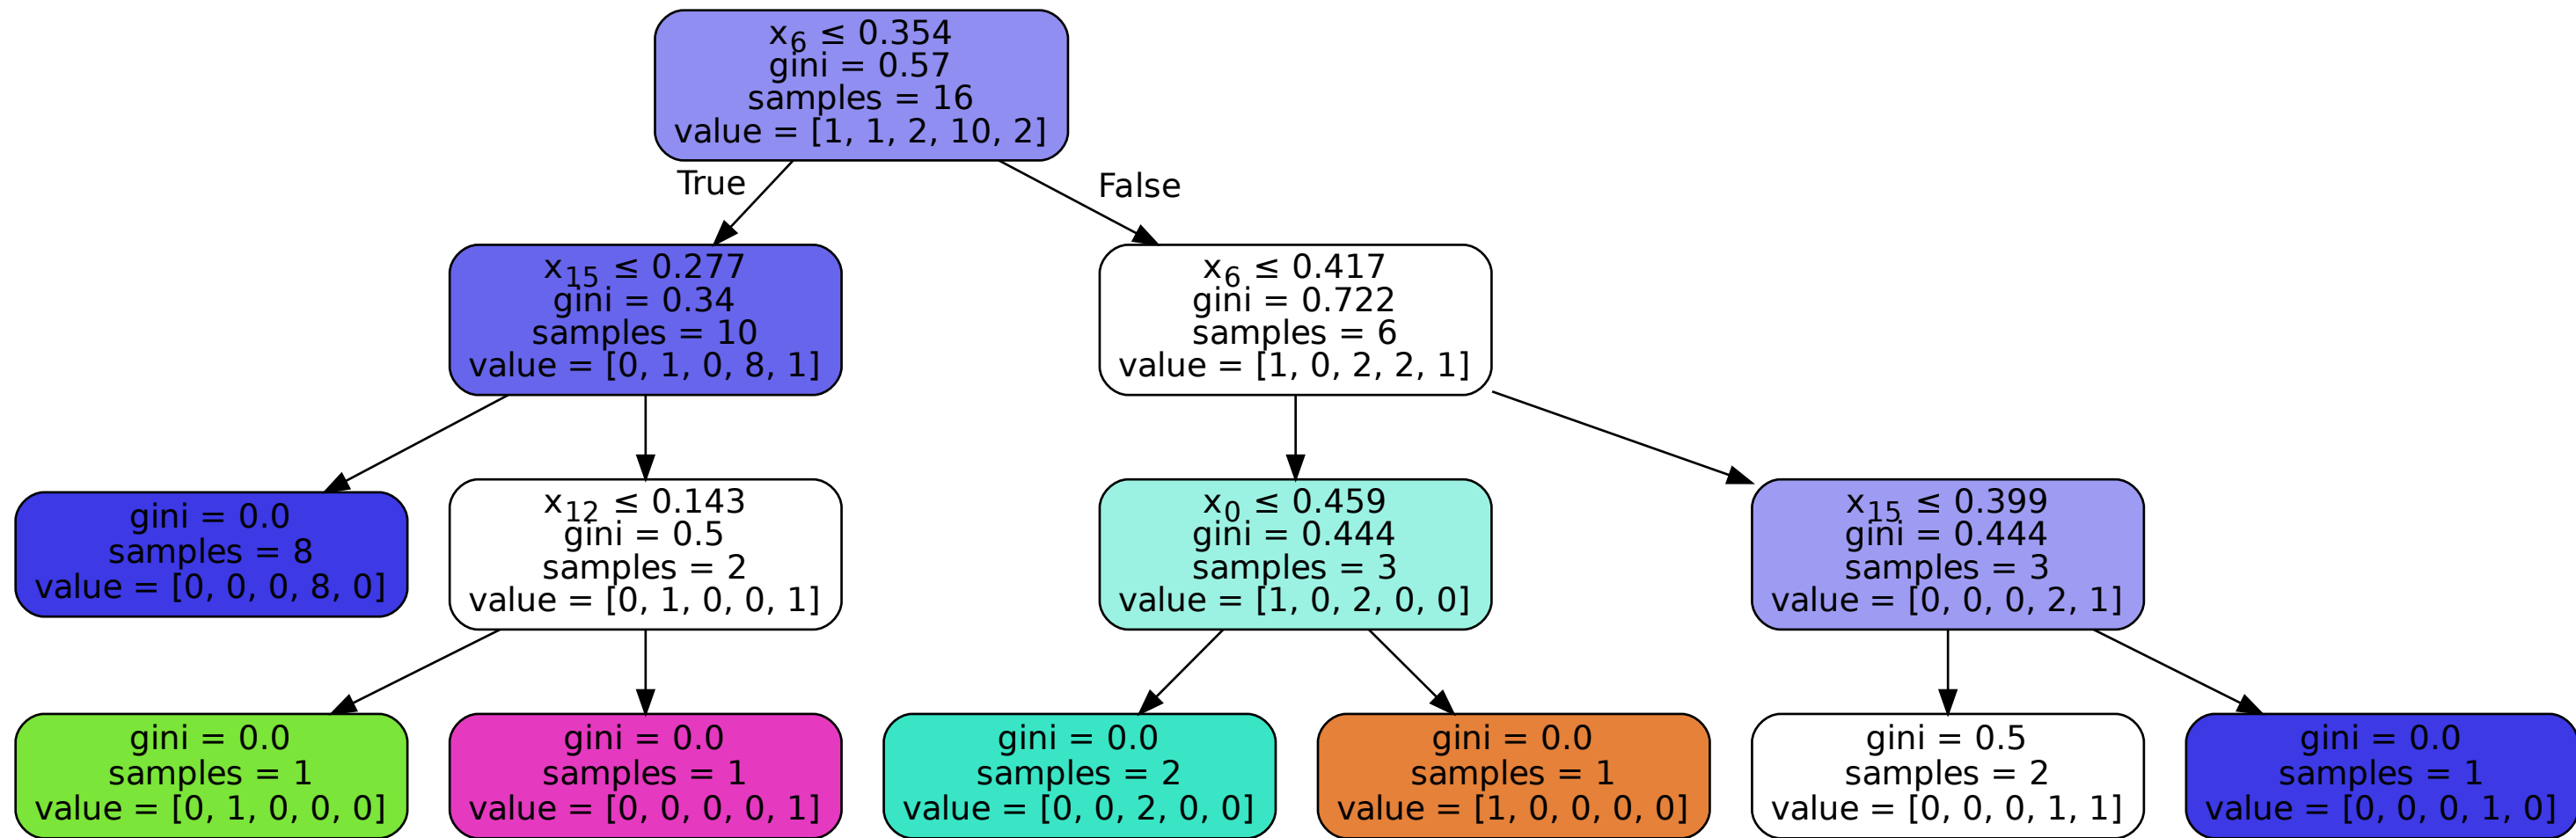 x6 ≤ 0.354
gini = 0.57
samples = 16
value = [1, 1, 2, 10, 2]
True
False
x15 ≤ 0.277
gini = 0.34
samples = 10
value = [0, 1, 0, 8, 1]
x6 ≤ 0.417
gini = 0.722
samples = 6
value = [1, 0, 2, 2, 1]
gini = 0.0
samples = 8
value = [0, 0, 0, 8, 0]
x12 ≤ 0.143
gini = 0.5
samples = 2
value = [0, 1, 0, 0, 1]
x0 ≤ 0.459
gini = 0.444
samples = 3
value = [1, 0, 2, 0, 0]
x15 ≤ 0.399
gini = 0.444
samples = 3
value = [0, 0, 0, 2, 1]
gini = 0.0
samples = 1
value = [0, 1, 0, 0, 0]
gini = 0.0
samples = 1
value = [0, 0, 0, 0, 1]
gini = 0.0
samples = 2
value = [0, 0, 2, 0, 0]
gini = 0.0
samples = 1
value = [1, 0, 0, 0, 0]
gini = 0.5
samples = 2
value = [0, 0, 0, 1, 1]
gini = 0.0
samples = 1
value = [0, 0, 0, 1, 0]